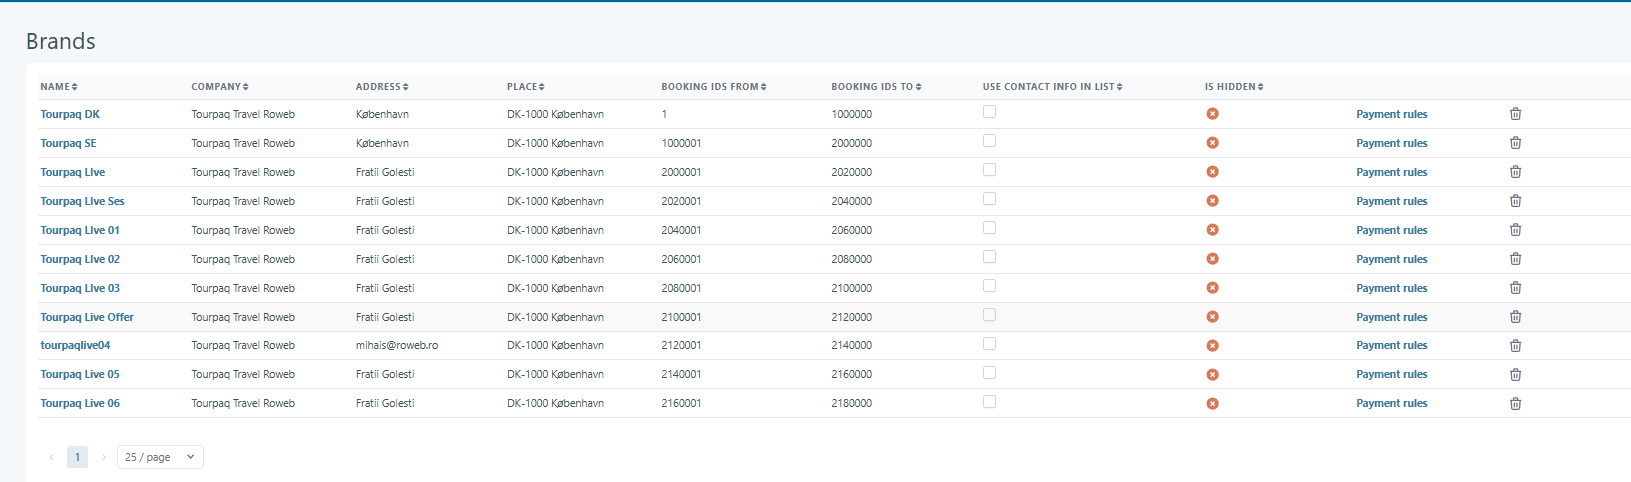 Brands
NAME COMPANY ADDRESS PLACE BOOKING IDS FROM BOOKING IDS TO USE CONTACT INFO IN LIST IS HIDDEN
Tourpaq DK Tourpaq Travel Roweb København DK-1000 København 1 1000000 Payment rules
Tourpaq SE Tourpaq Travel Roweb København DK-1000 København 1000001 2000000 Payment rules
Tourpaq LIve Tourpaq Travel Roweb Fratii Golesti DK-1000 København 2000001 2020000 Payment rules
Tourpaq LIve Ses Tourpaq Travel Roweb Fratii Golesti DK-1000 København 2020001 2040000 Payment rules
Tourpaq LIve 01 Tourpaq Travel Roweb Fratii Golesti DK-1000 København 2040001 2060000 Payment rules
Tourpaq LIve 02 Tourpaq Travel Roweb Fratii Golesti DK-1000 København 2060001 2080000 Payment rules
Tourpaq LIve 03 Tourpaq Travel Roweb Fratii Golesti DK-1000 København 2080001 2100000 Payment rules
Tourpaq Live Offer Tourpaq Travel Roweb Fratii Golesti DK-1000 København 2100001 2120000 Payment rules
tourpaqlive04 Tourpaq Travel Roweb mihais@roweb.ro DK-1000 København 2120001 2140000 Payment rules
Tourpaq Live 05 Tourpaq Travel Roweb Fratii Golesti DK-1000 København 2140001 2160000 Payment rules
Tourpaq Live 06 Tourpaq Travel Roweb Fratii Golesti DK-1000 København 2160001 2180000 Payment rules
1 25 / page